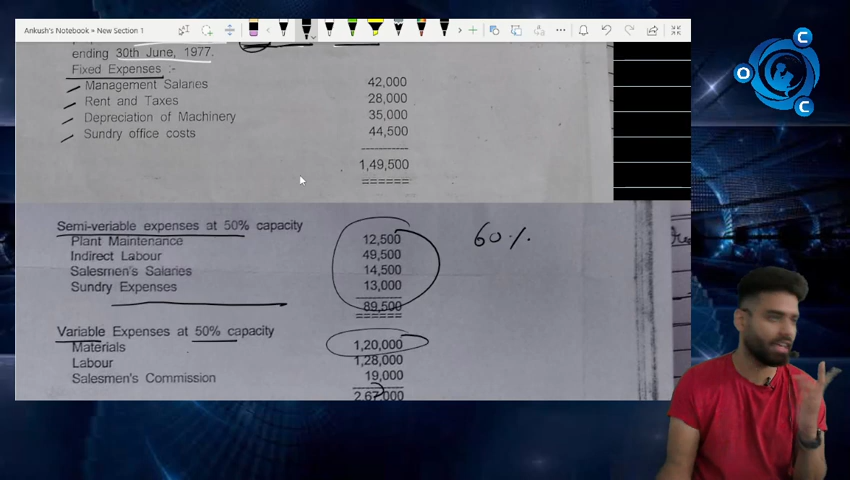 Ankush's Notebook » New Section 1
ending 30th June, 1977.
Fixed Expenses :-
Management Salaries 42,000
Rent and Taxes 28,000
Depreciation of Machinery 35,000
Sundry office costs 44,500
1,49,500
Semi-veriable expenses at 50% capacity
Plant Maintenance 12,500
Indirect Labour 49,500
Salesmen's Salaries 14,500
Sundry Expenses 13,000
89,500
60%
Variable Expenses at 50% capacity
Materials 1,20,000
Labour 1,28,000
Salesmen's Commission 19,000
2,67,000
C
O
C